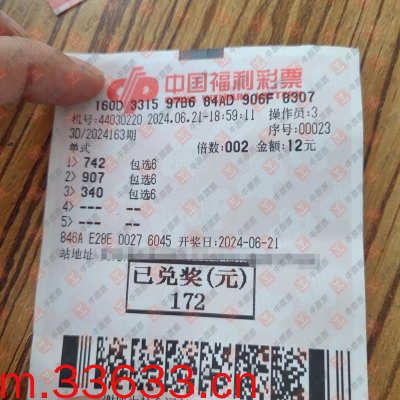 中国福利彩票
160D 3315 97B6 84AD 906F 8307
机号:44030220 2024.06.21-18:59:11 操作员:3
3D/2024163期 序号:00023
单式 倍数:002 金额:12元
1> 742 包选6
2> 907 包选6
3> 340 包选6
4> --- --
5> --- --
846A E28E 0027 6045 开奖日:2024-06-21
站地址
已兑奖(元)
172
m.33633.cn